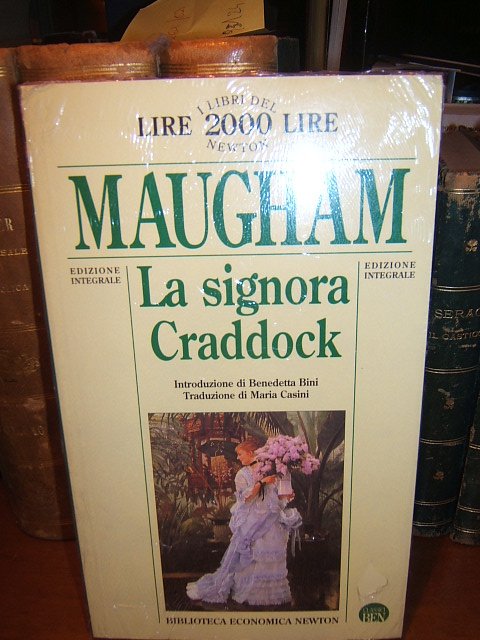 I LIBRI DEL
LIRE 2000 LIRE
NEWTON
MAUGHAM
EDIZIONE
INTEGRALE
EDIZIONE
INTEGRALE
La signora
Craddock
Introduzione di Benedetta Bini
Traduzione di Maria Casini
BIBLIOTECA ECONOMICA NEWTON
CLASSICI
BEN